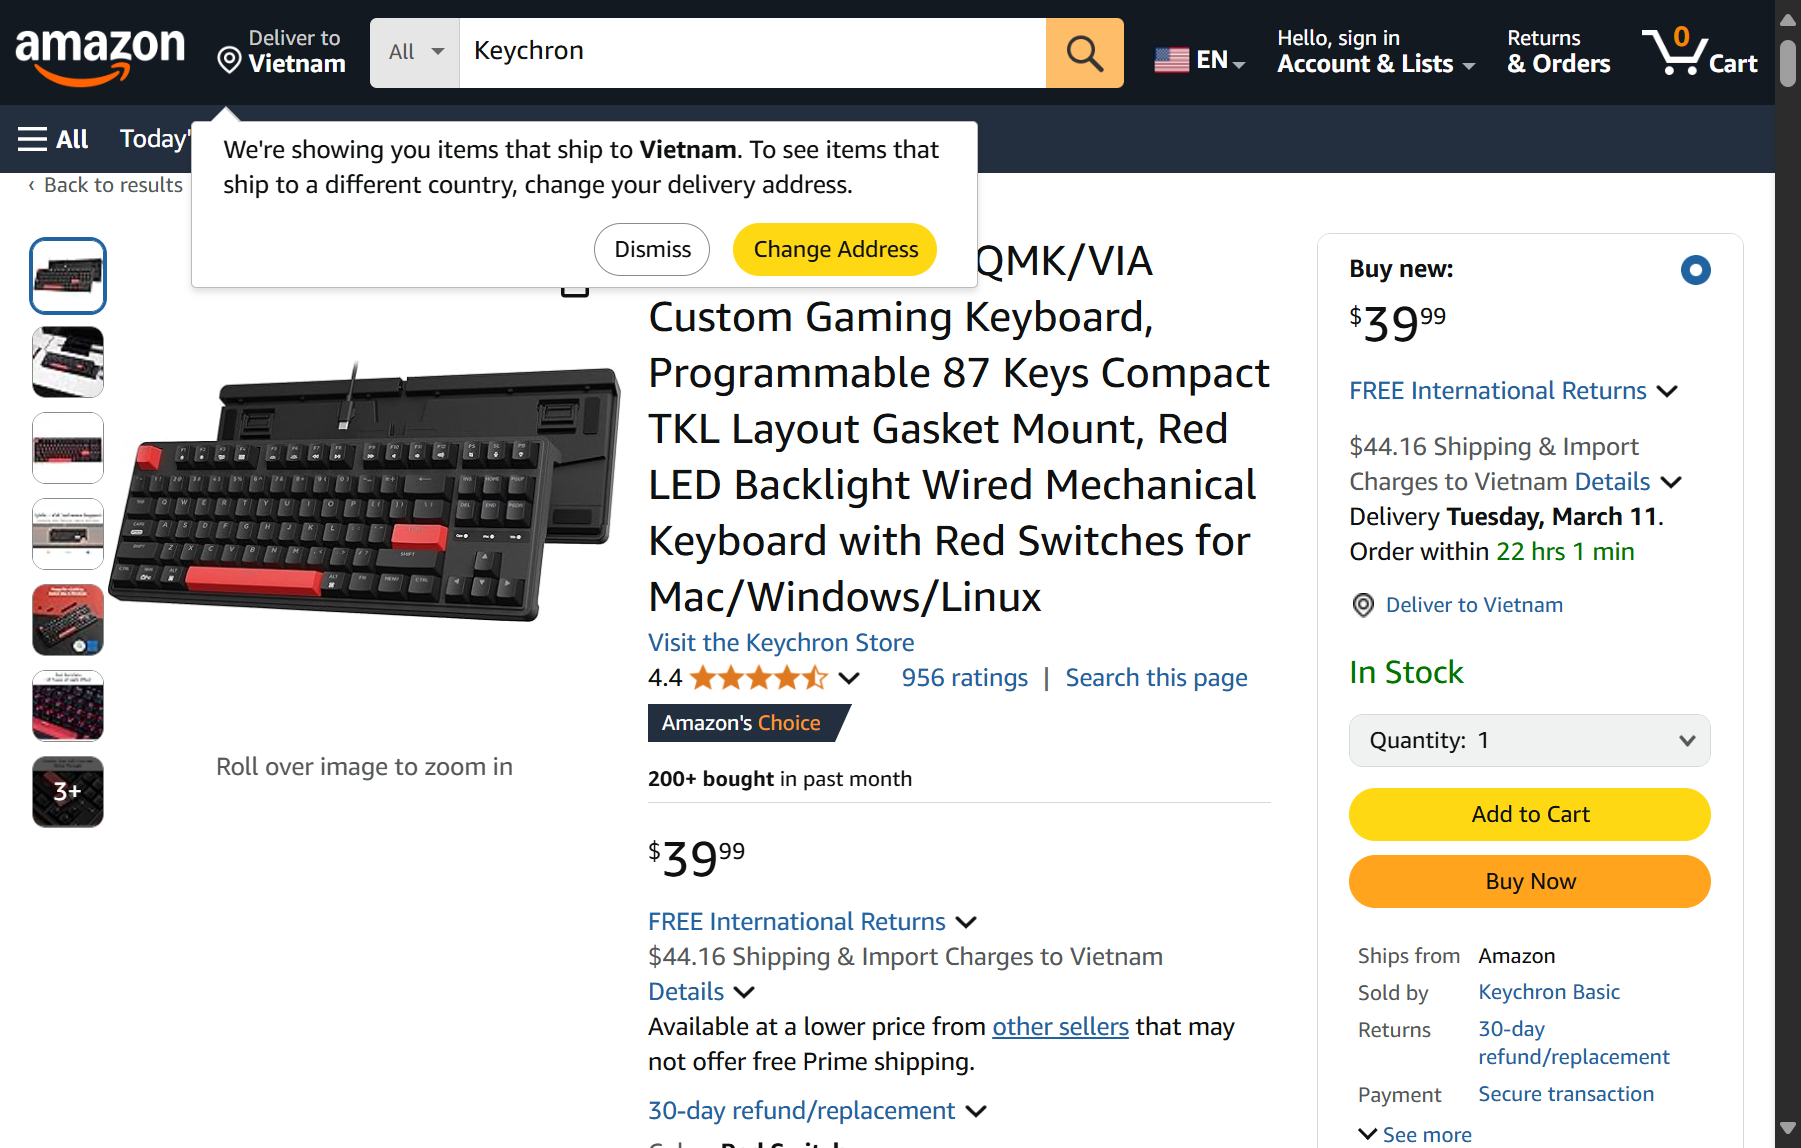 amazon
Deliver to
Vietnam
All
Keychron
EN
Hello, sign in
Account & Lists
Returns
& Orders
0
Cart
All
Today'
We're showing you items that ship to Vietnam. To see items that
ship to a different country, change your delivery address.
Dismiss
Change Address
‹ Back to results
3+
Roll over image to zoom in
QMK/VIA
Custom Gaming Keyboard,
Programmable 87 Keys Compact
TKL Layout Gasket Mount, Red
LED Backlight Wired Mechanical
Keyboard with Red Switches for
Mac/Windows/Linux
Visit the Keychron Store
4.4
956 ratings | Search this page
Amazon's Choice
200+ bought in past month
$39 99
FREE International Returns
$44.16 Shipping & Import Charges to Vietnam
Details
Available at a lower price from other sellers that may
not offer free Prime shipping.
30-day refund/replacement
Buy new:
$39 99
FREE International Returns
$44.16 Shipping & Import
Charges to Vietnam Details
Delivery Tuesday, March 11.
Order within 22 hrs 1 min
Deliver to Vietnam
In Stock
Quantity: 1
Add to Cart
Buy Now
Ships from Amazon
Sold by Keychron Basic
Returns 30-day
refund/replacement
Payment Secure transaction
See more